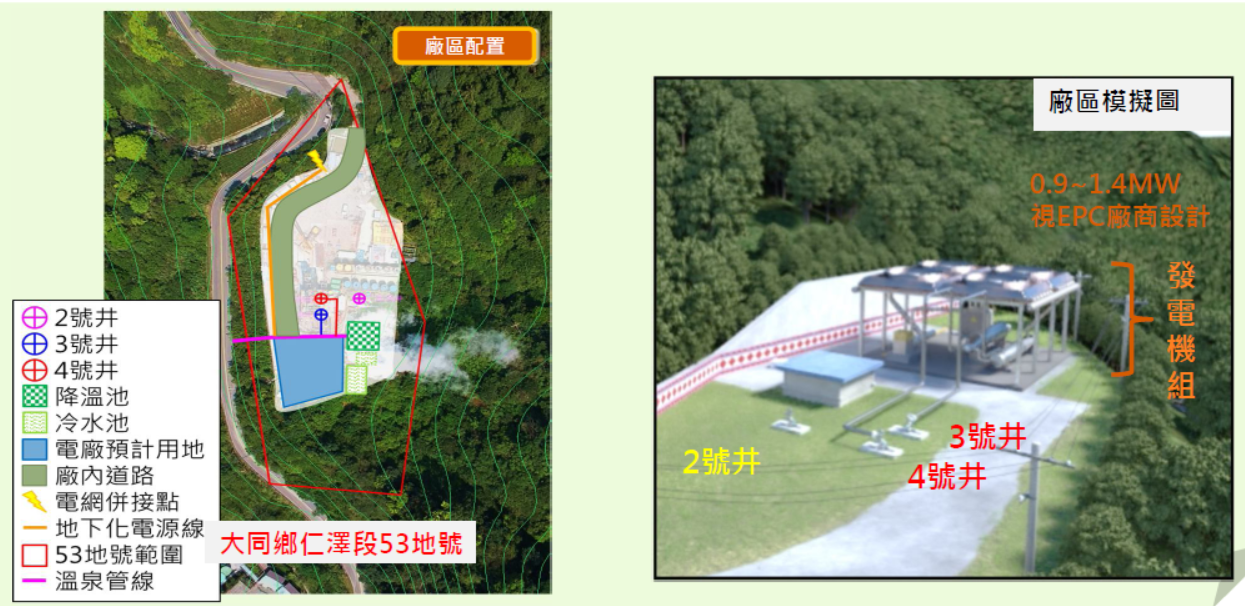 廠區配置
2號井
3號井
4號井
降溫池
冷水池
電廠預計用地
廠內道路
電網併接點
地下化電源線
53地號範圍
溫泉管線
大同鄉仁澤段53地號
廠區模擬圖
0.9~1.4MW
視EPC廠商設計
發電機組
2號井
3號井
4號井